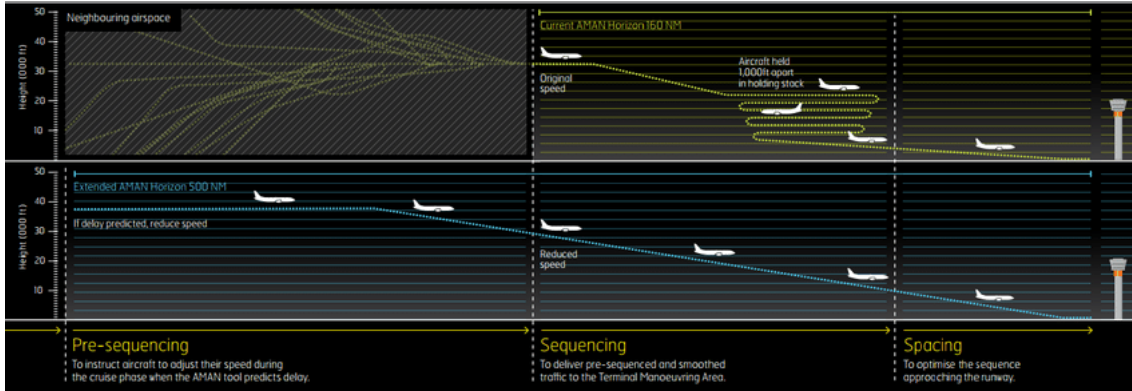 50
Neighbouring airspace
Current AMAN Horizon 160 NM
40
30
20
10
Height (000 ft)
Original
speed
Aircraft held
1,000ft apart
in holding stack
50
Extended AMAN Horizon 500 NM
40
30
20
10
Height (000 ft)
If delay predicted, reduce speed
Reduced
speed
Pre-sequencing
To instruct aircraft to adjust their speed during
the cruise phase when the AMAN tool predicts delay.
Sequencing
To deliver pre-sequenced and smoothed
traffic to the Terminal Manoeuvring Area.
Spacing
To optimise the sequence
approaching the runway.